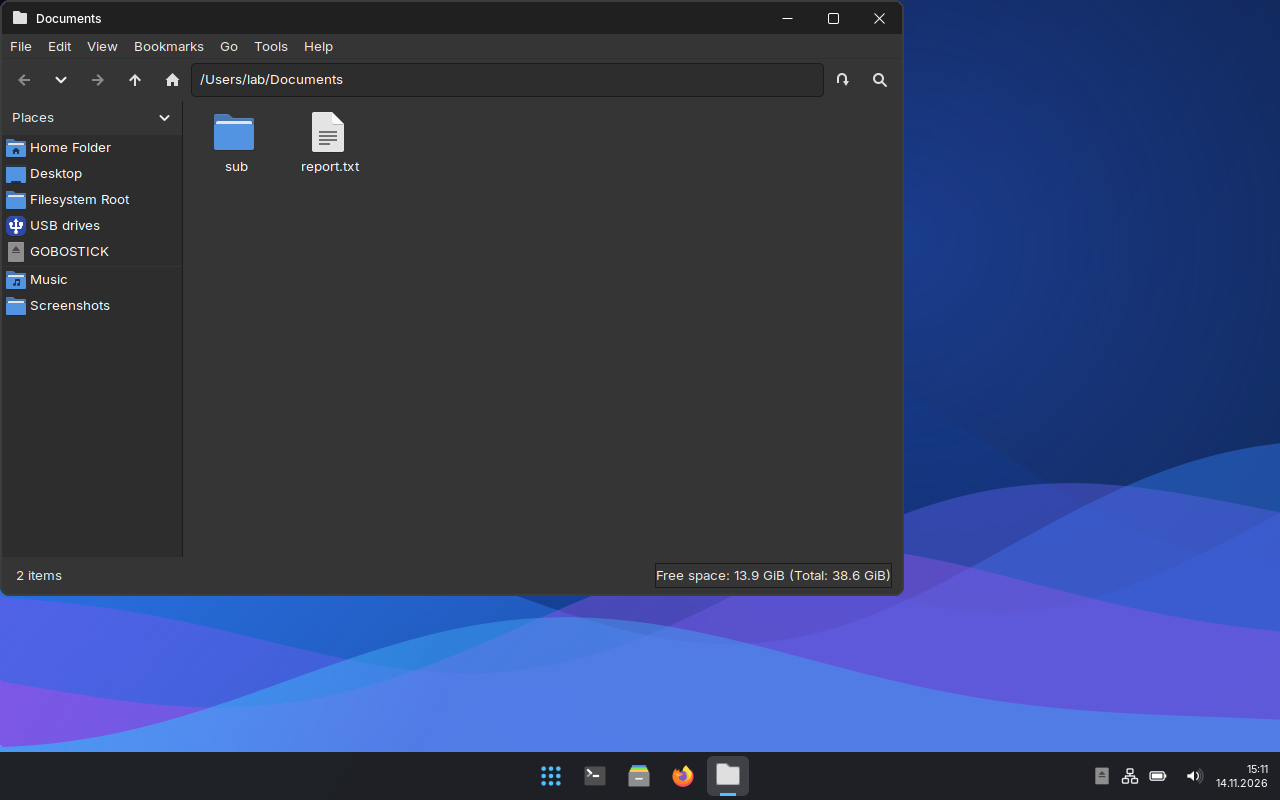 Documents
File Edit View Bookmarks Go Tools Help
/Users/lab/Documents
Places
Home Folder
Desktop
Filesystem Root
USB drives
GOBOSTICK
Music
Screenshots
sub report.txt
2 items Free space: 13.9 GiB (Total: 38.6 GiB)
15:11
14.11.2026